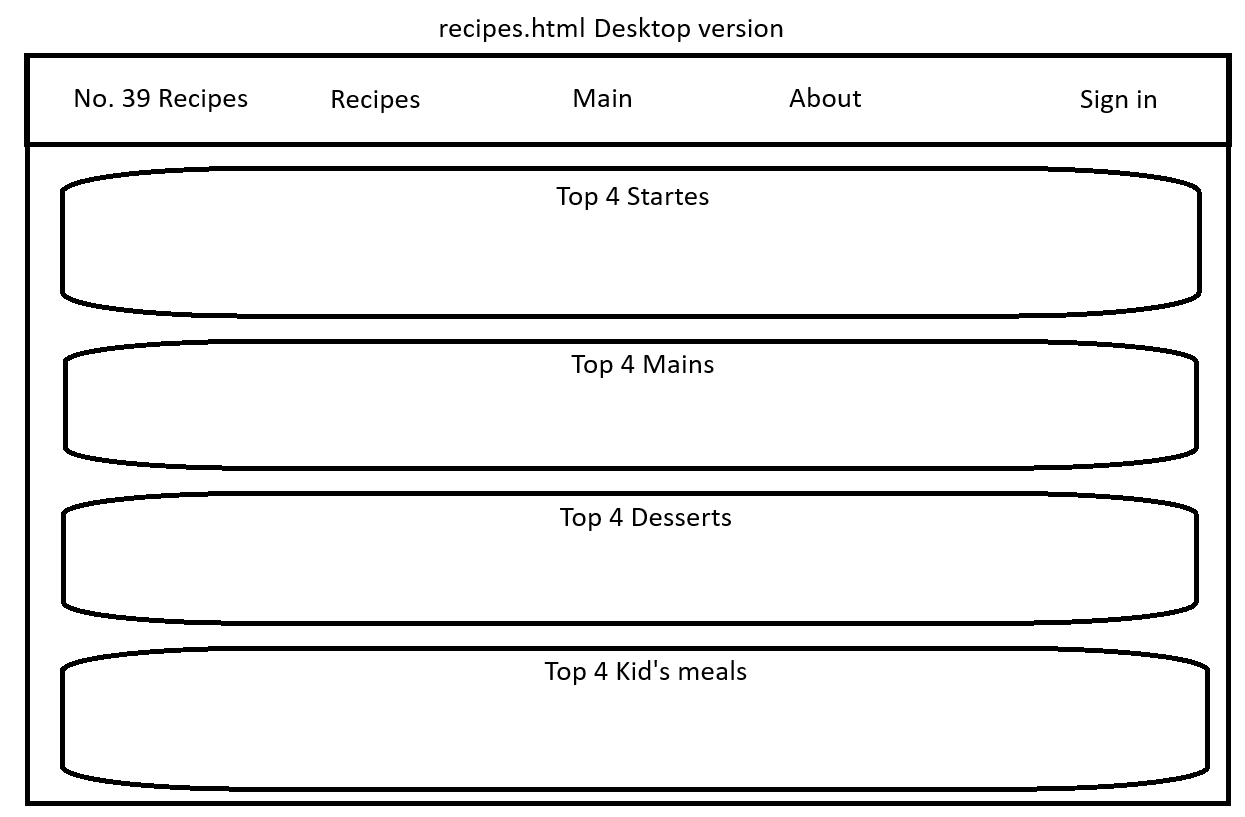 recipes.html Desktop version
No. 39 Recipes Recipes Main About Sign in
Top 4 Startes
Top 4 Mains
Top 4 Desserts
Top 4 Kid's meals